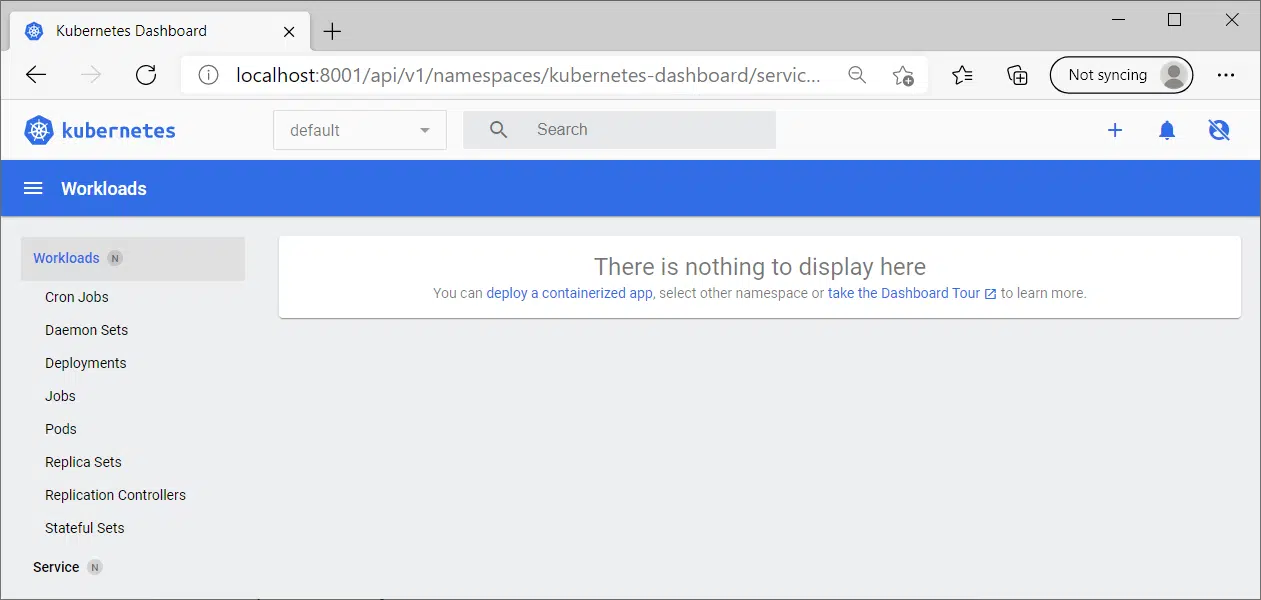 Kubernetes Dashboard
localhost:8001/api/v1/namespaces/kubernetes-dashboard/servic...
Not syncing
kubernetes
default
Search
Workloads
Workloads N
There is nothing to display here
You can deploy a containerized app, select other namespace or take the Dashboard Tour to learn more.
Cron Jobs
Daemon Sets
Deployments
Jobs
Pods
Replica Sets
Replication Controllers
Stateful Sets
Service N